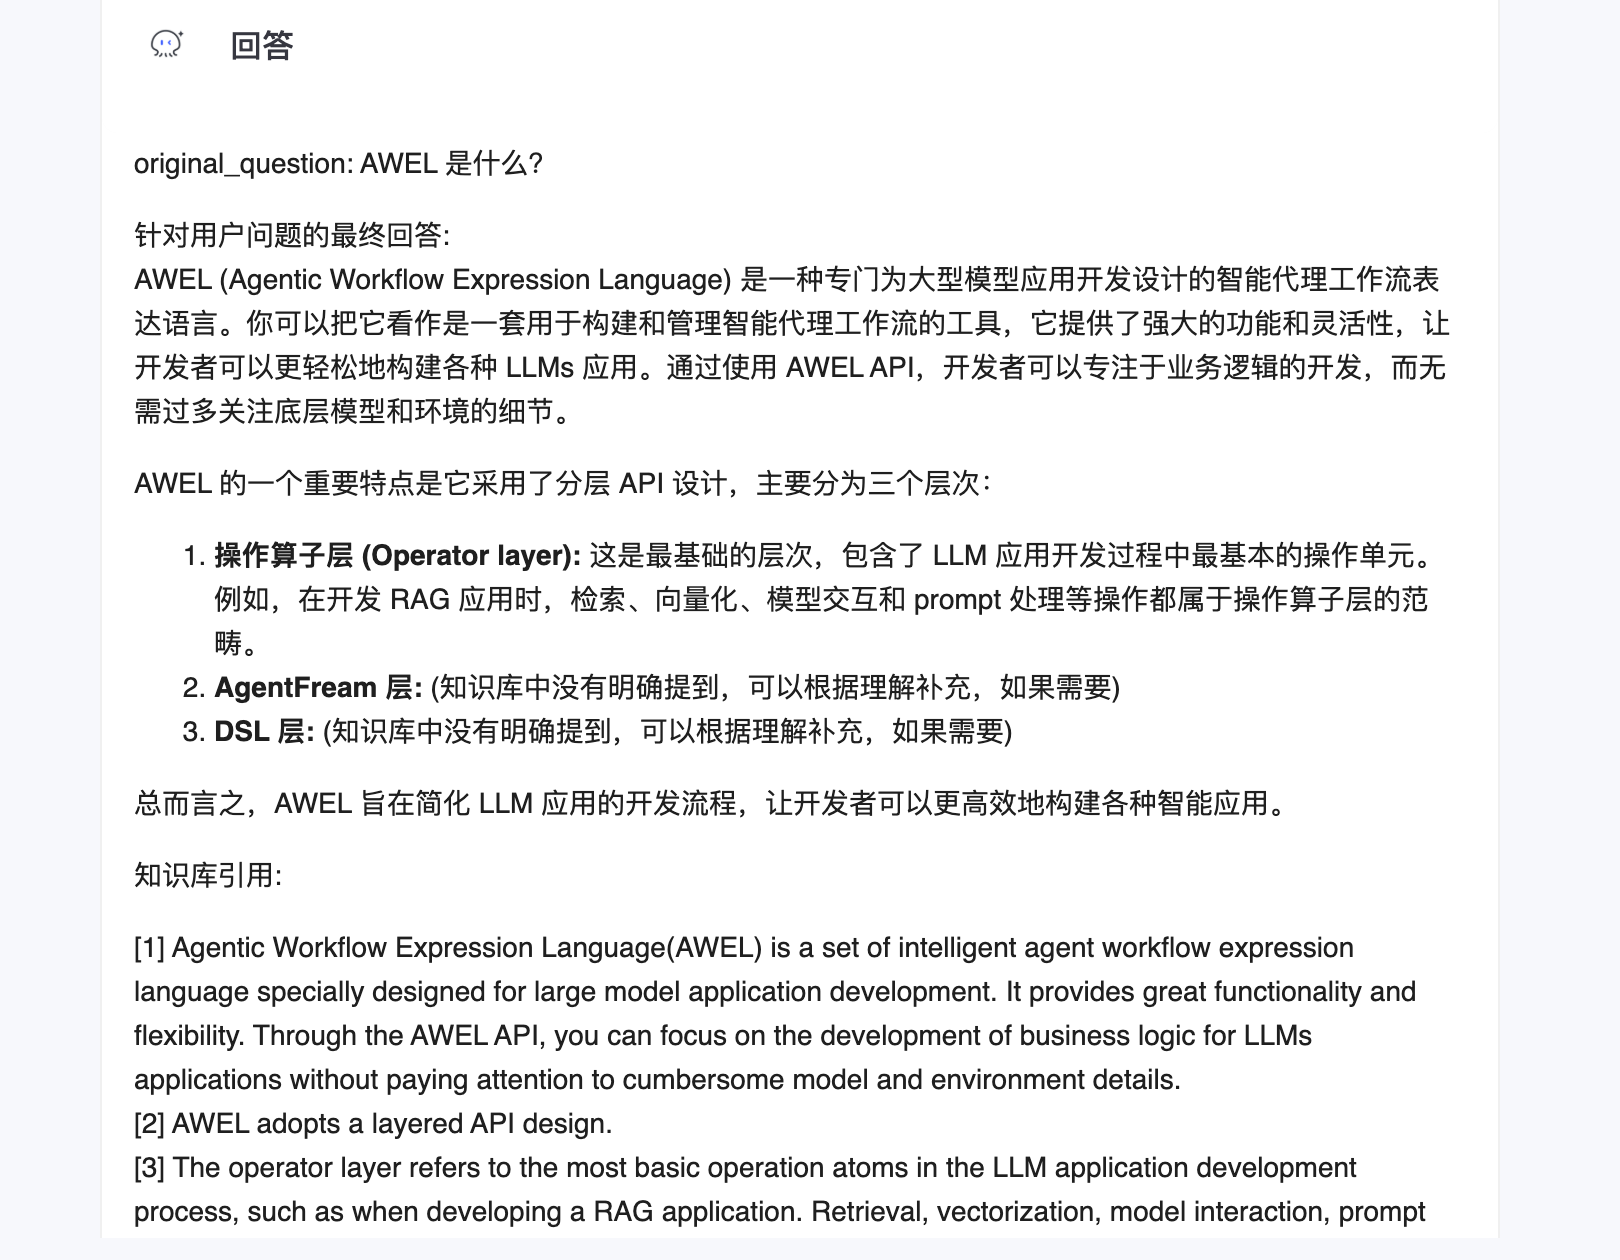 回答
original_question: AWEL 是什么?
针对用户问题的最终回答:
AWEL (Agentic Workflow Expression Language) 是一种专门为大型模型应用开发设计的智能代理工作流表
达语言。你可以把它看作是一套用于构建和管理智能代理工作流的工具，它提供了强大的功能和灵活性，让
开发者可以更轻松地构建各种 LLMs 应用。通过使用 AWEL API，开发者可以专注于业务逻辑的开发，而无
需过多关注底层模型和环境的细节。
AWEL 的一个重要特点是它采用了分层 API 设计，主要分为三个层次：
1. 操作算子层 (Operator layer): 这是最基础的层次，包含了 LLM 应用开发过程中最基本的操作单元。
例如，在开发 RAG 应用时，检索、向量化、模型交互和 prompt 处理等操作都属于操作算子层的范
畴。
2. AgentFream 层: (知识库中没有明确提到，可以根据理解补充，如果需要)
3. DSL 层: (知识库中没有明确提到，可以根据理解补充，如果需要)
总而言之，AWEL 旨在简化 LLM 应用的开发流程，让开发者可以更高效地构建各种智能应用。
知识库引用:
[1] Agentic Workflow Expression Language(AWEL) is a set of intelligent agent workflow expression
language specially designed for large model application development. It provides great functionality and
flexibility. Through the AWEL API, you can focus on the development of business logic for LLMs
applications without paying attention to cumbersome model and environment details.
[2] AWEL adopts a layered API design.
[3] The operator layer refers to the most basic operation atoms in the LLM application development
process, such as when developing a RAG application. Retrieval, vectorization, model interaction, prompt